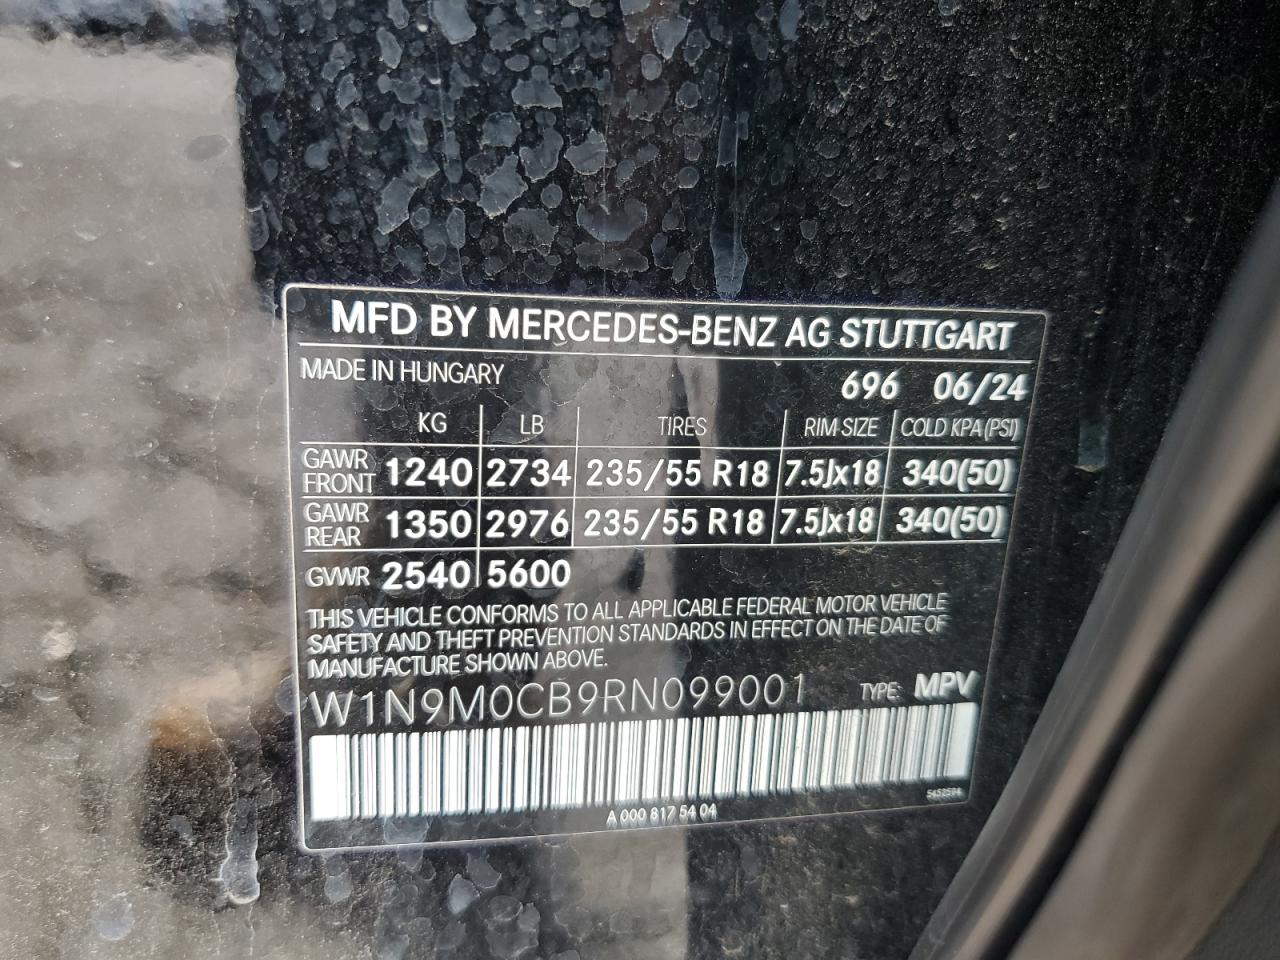 MFD BY MERCEDES-BENZ AG STUTTGART
MADE IN HUNGARY 696 06/24
KG LB TIRES RIM SIZE COLD KPA (PSI)
GAWR FRONT 1240 2734 235/55 R18 7.5Jx18 340(50)
GAWR REAR 1350 2976 235/55 R18 7.5Jx18 340(50)
GVWR 2540 5600
THIS VEHICLE CONFORMS TO ALL APPLICABLE FEDERAL MOTOR VEHICLE
SAFETY AND THEFT PREVENTION STANDARDS IN EFFECT ON THE DATE OF
MANUFACTURE SHOWN ABOVE.
W1N9M0CB9RN099001 TYPE: MPV
A 000 817 54 04